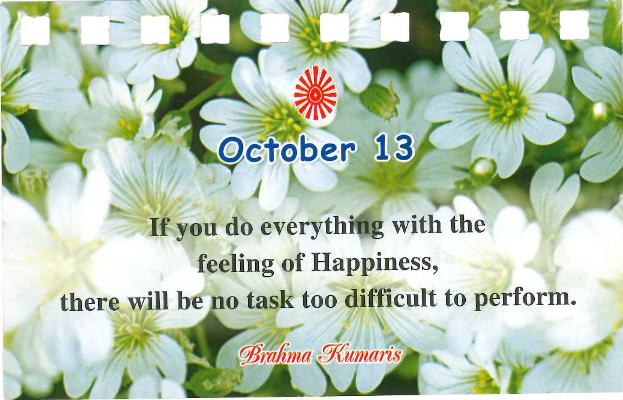 October 13
If you do everything with the
feeling of Happiness,
there will be no task too difficult to perform.
Brahma Kumaris